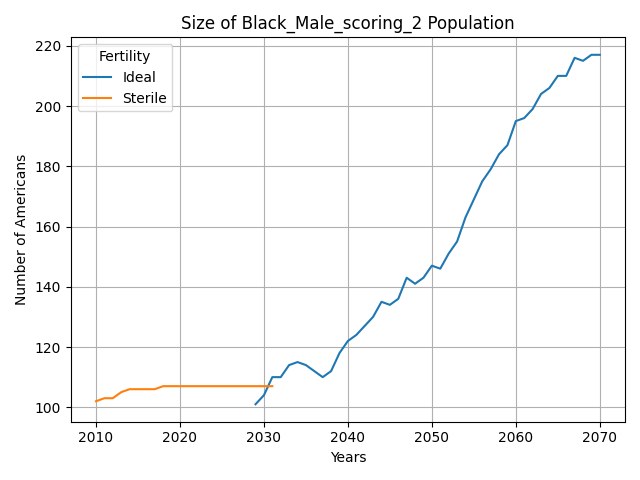 Size of Black_Male_scoring_2 Population
Fertility
Ideal
Sterile
Number of Americans
220
200
180
160
140
120
100
2010 2020 2030 2040 2050 2060 2070
Years